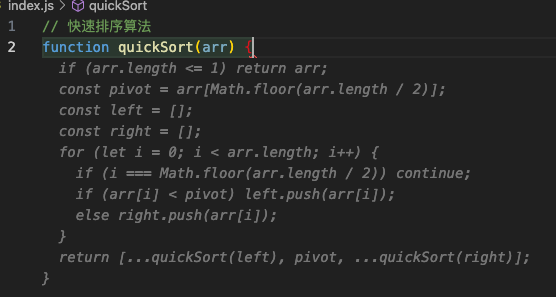 index.js > quickSort
1 // 快速排序算法
2 function quickSort(arr) {
if (arr.length <= 1) return arr;
const pivot = arr[Math.floor(arr.length / 2)];
const left = [];
const right = [];
for (let i = 0; i < arr.length; i++) {
if (i === Math.floor(arr.length / 2)) continue;
if (arr[i] < pivot) left.push(arr[i]);
else right.push(arr[i]);
}
return [...quickSort(left), pivot, ...quickSort(right)];
}